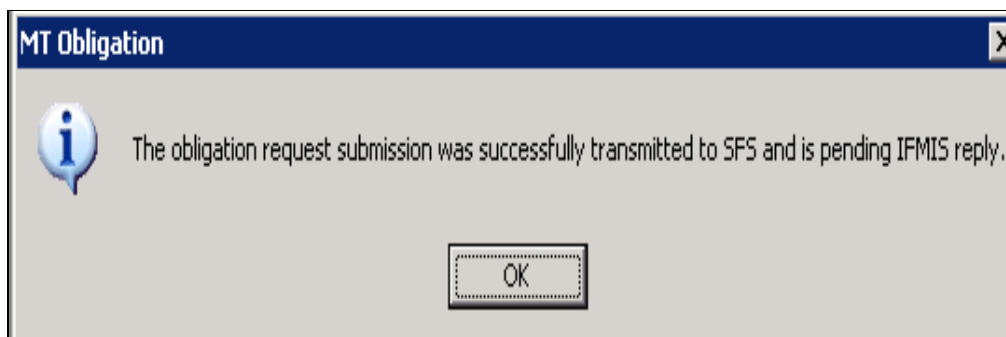 MT Obligation
The obligation request submission was successfully transmitted to SFS and is pending IFMIS reply.
OK